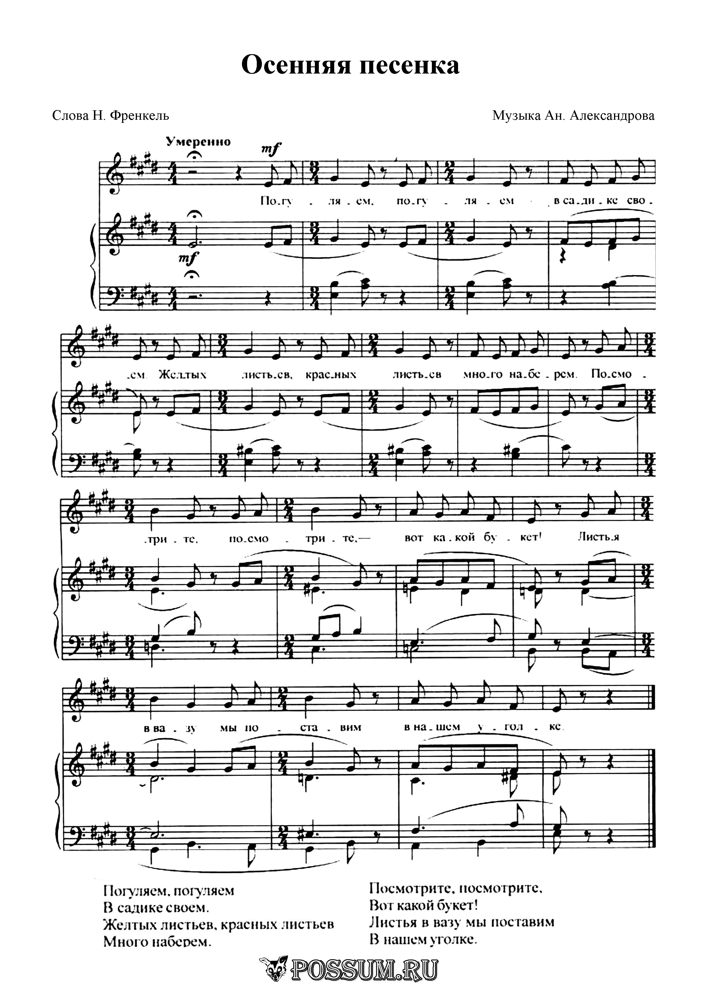 Осенняя песенка
Слова Н. Френкель
Музыка Ан. Александрова
Умеренно
mf
По-гу - ля - ем, по-гу - ля - ем в са-ди-ке сво-
mf
-ем. Желтых листь-ев, крас-ных листь-ев мно-го на-бе - рем. По-смо -
-три - те, по-смо - три - те,— вот ка-кой бу - кет! Листь-я
в ва - зу мы по - ста - вим в на-шем у - гол - ке.
Погуляем, погуляем
В садике своем.
Желтых листьев, красных листьев
Много наберем.
Посмотрите, посмотрите,
Вот какой букет!
Листья в вазу мы поставим
В нашем уголке.
POSSUM.RU